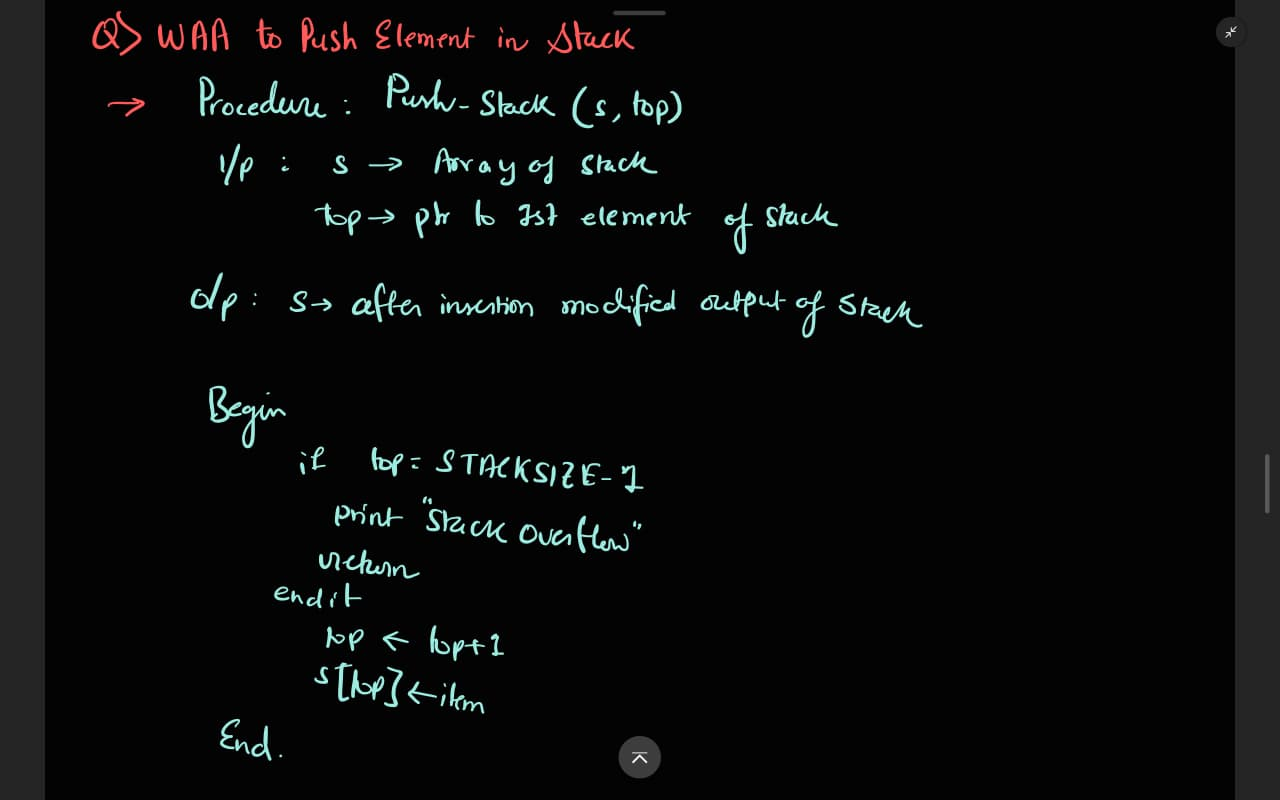 Q> WAA to Push Element in Stack
→ Procedure : Push-Stack (s, top)
I/p : s → Array of stack
top → ptr to 1st element of stack
o/p : s → after insertion modified output of stack
Begin
if top = STACKSIZE-1
print "Stack overflow"
return
endif
top ← top+1
s[top] ← item
End.